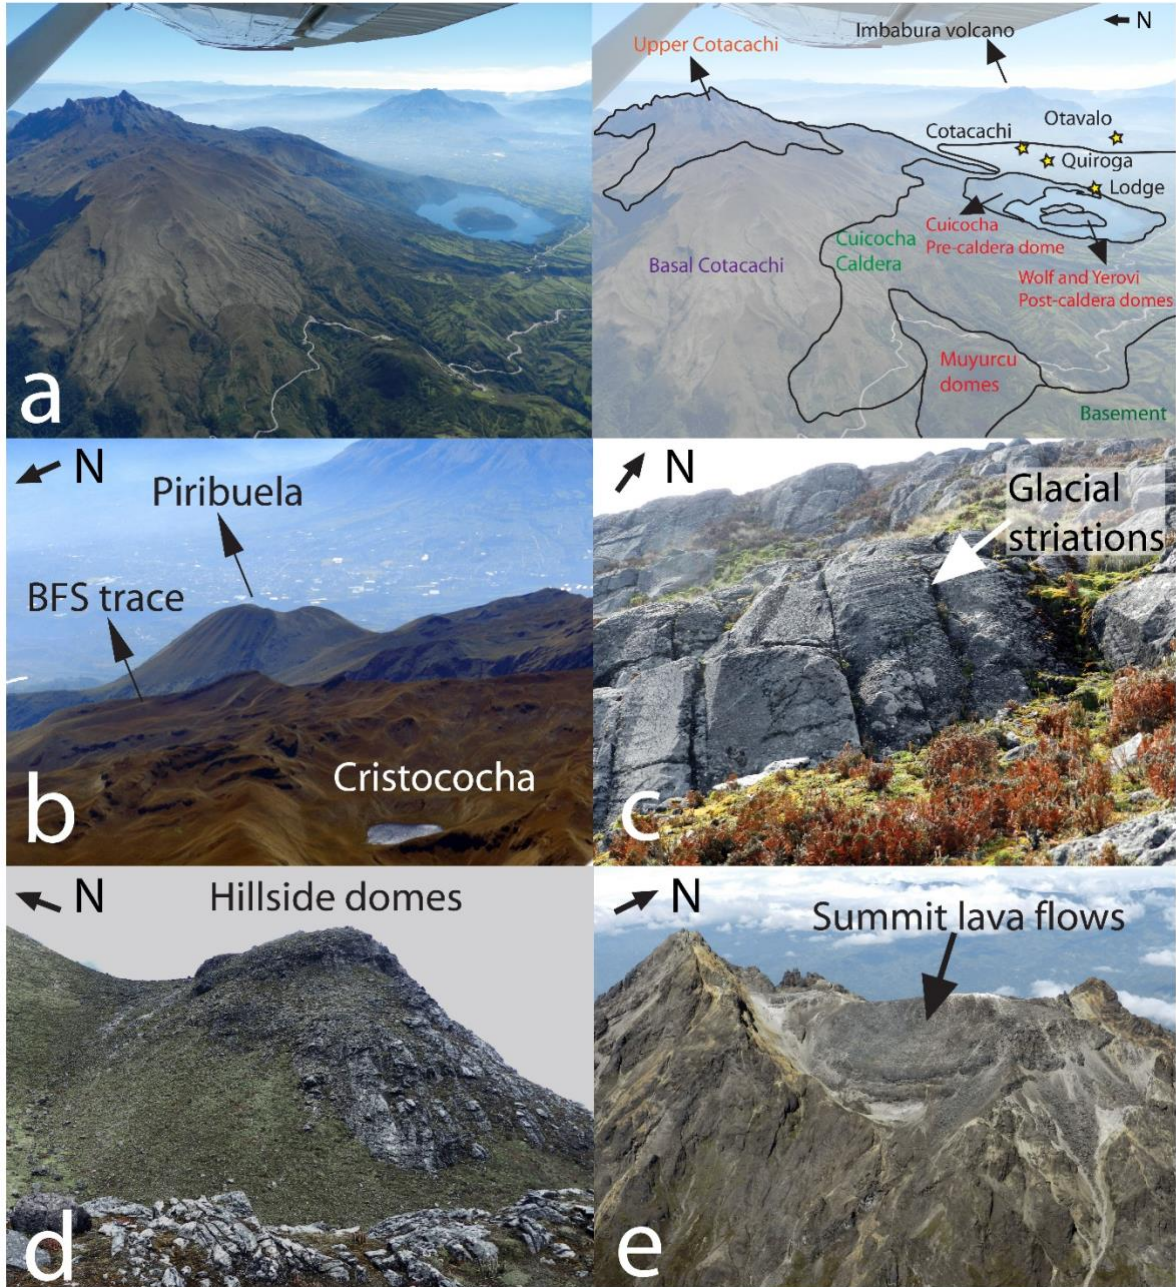 a
N
Imbabura volcano
Upper Cotacachi
Otavalo
Cotacachi
Quiroga
Lodge
Cuicocha
Pre-caldera dome
Cuicocha
Caldera
Basal Cotacachi
Wolf and Yerovi
Post-caldera domes
Muyurcu
domes
Basement
b
N
Piribuela
BFS trace
Cristococha
c
N
Glacial
striations
d
N
Hillside domes
e
N
Summit lava flows